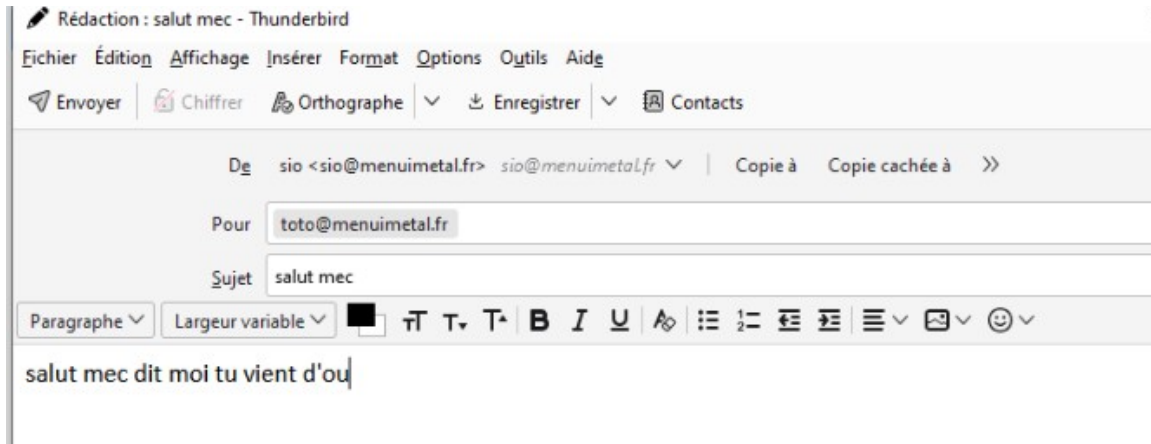 Rédaction : salut mec - Thunderbird
Fichier Édition Affichage Insérer Format Options Outils Aide
Envoyer Chiffrer Orthographe Enregistrer Contacts
De sio <sio@menuimetal.fr> sio@menuimetal.fr Copie à Copie cachée à
Pour toto@menuimetal.fr
Sujet salut mec
Paragraphe Largeur variable
salut mec dit moi tu vient d'ou